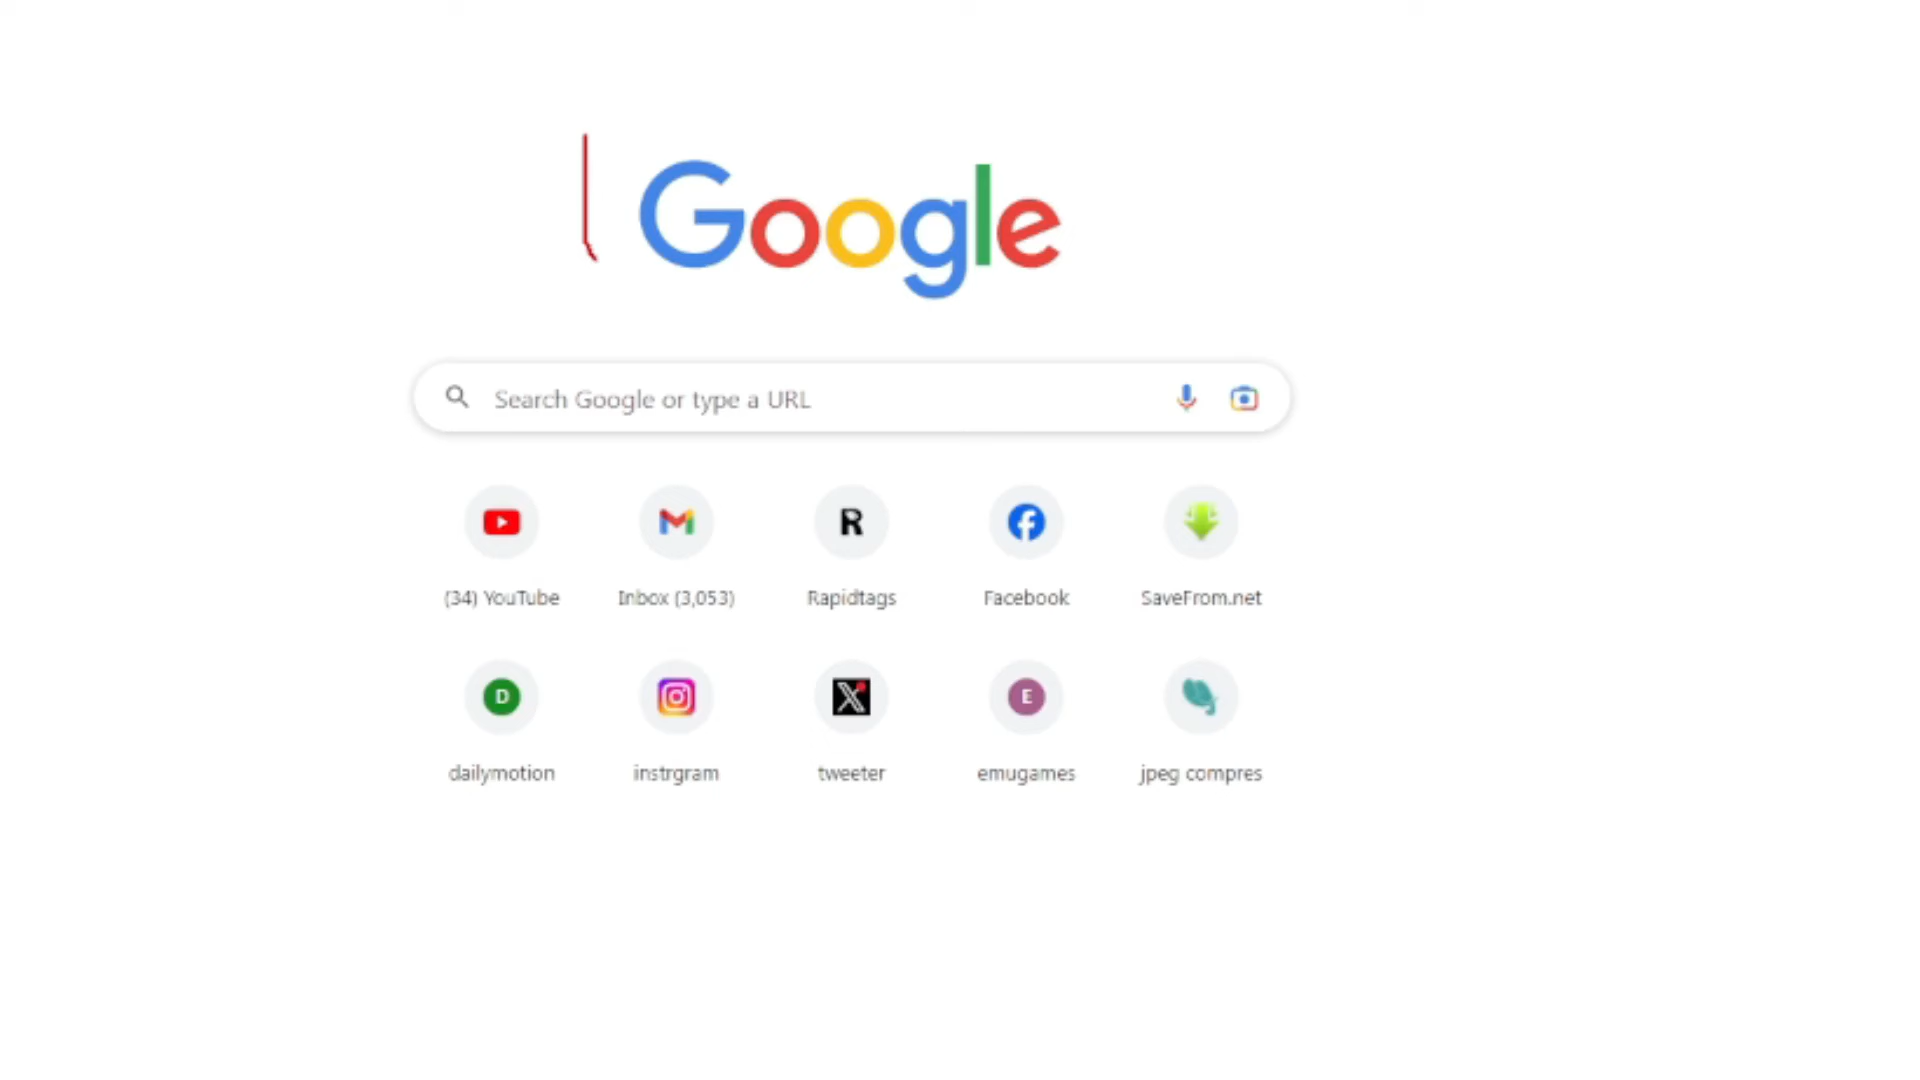 Google
Search Google or type a URL
(34) YouTube Inbox (3,053) Rapidtags Facebook SaveFrom.net
dailymotion instrgram tweeter emugames jpeg compres